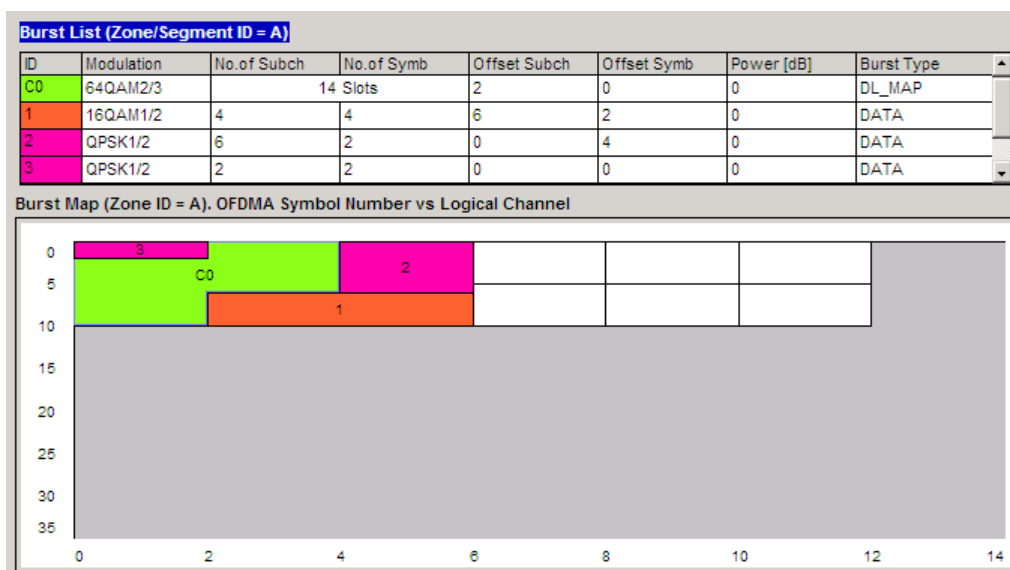 Burst List (Zone/Segment ID = A)
ID Modulation No.of Subch No.of Symb Offset Subch Offset Symb Power [dB] Burst Type
C0 64QAM2/3 14 Slots 2 0 0 DL_MAP
1 16QAM1/2 4 4 6 2 0 DATA
2 QPSK1/2 6 2 0 4 0 DATA
3 QPSK1/2 2 2 0 0 0 DATA
Burst Map (Zone ID = A). OFDMA Symbol Number vs Logical Channel
0 3
C0 2
5
1
10
15
20
25
30
35
0 2 4 6 8 10 12 14